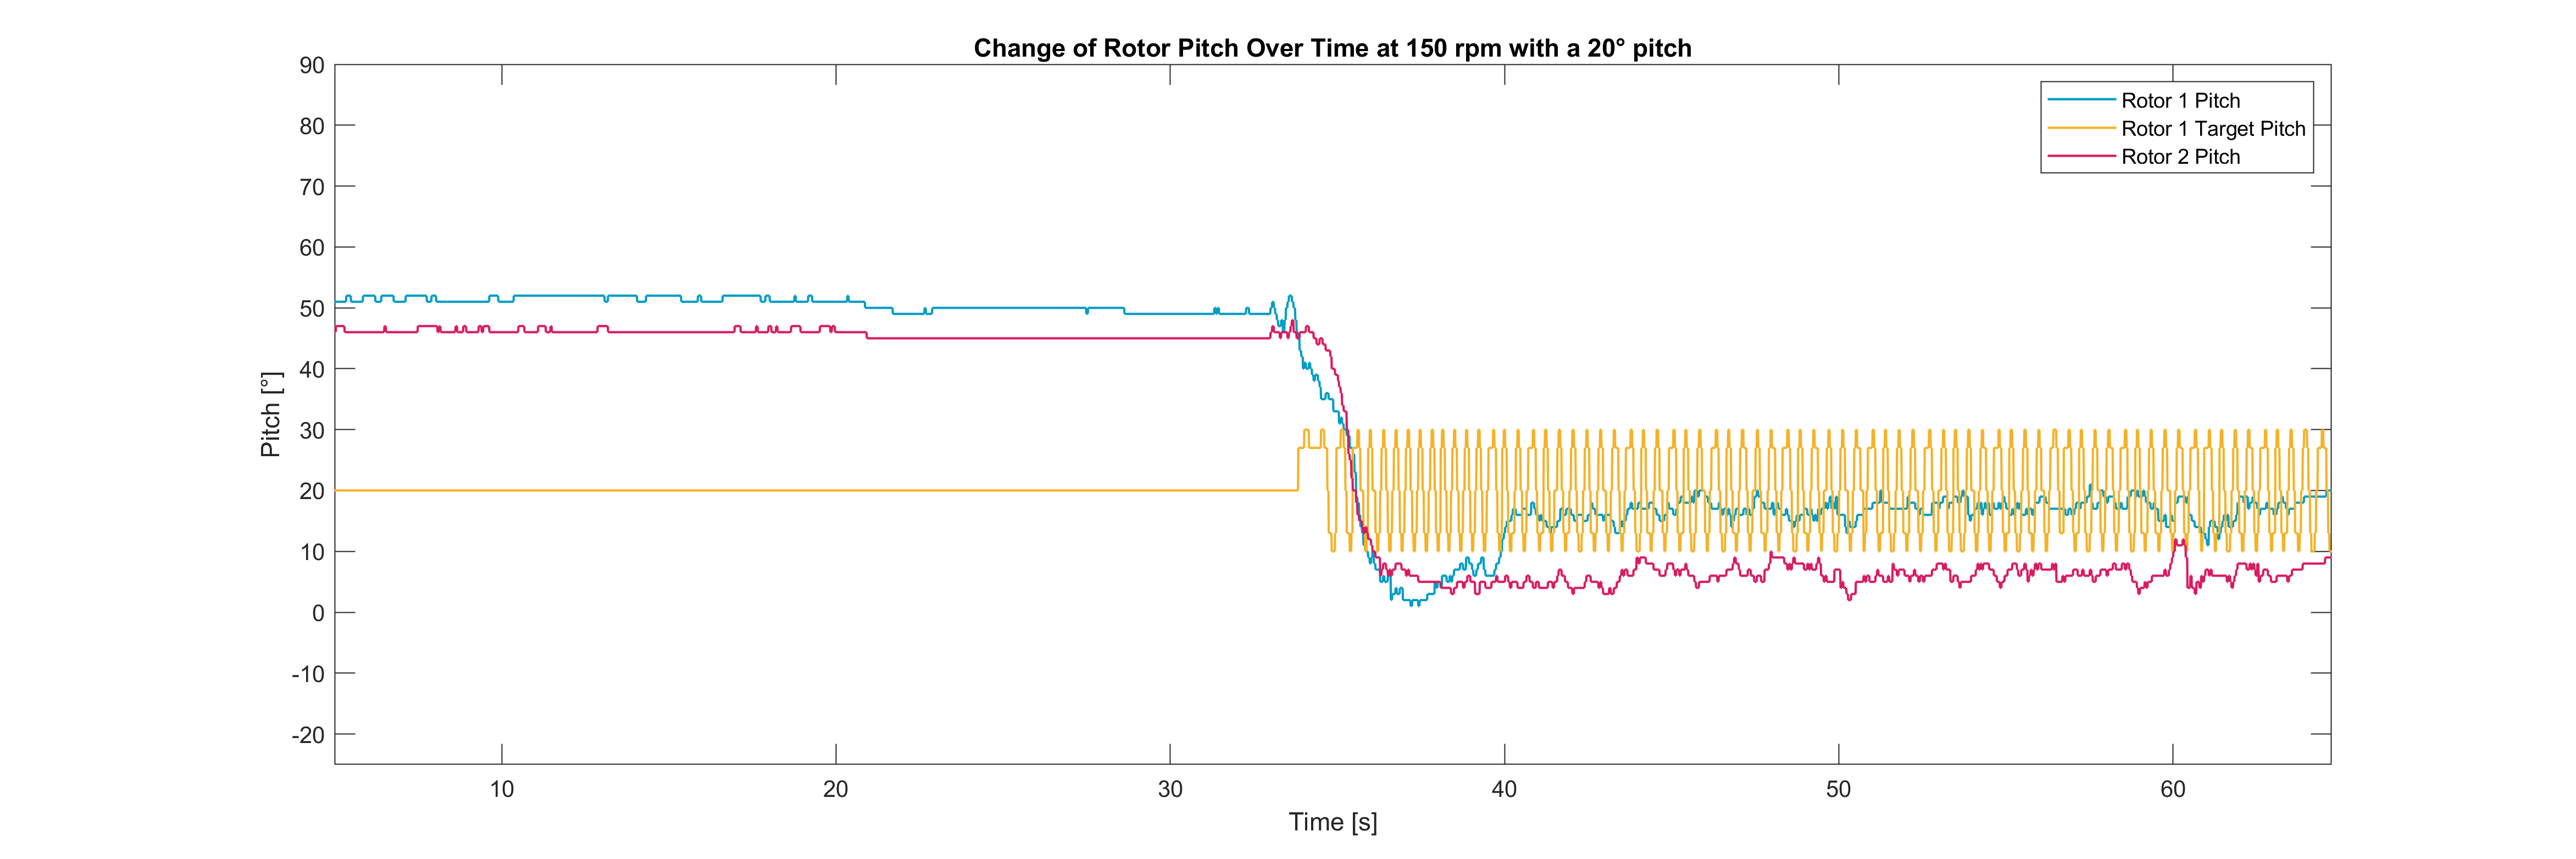 Change of Rotor Pitch Over Time at 150 rpm with a 20° pitch
90
80
70
60
50
40
30
20
10
0
-10
-20
Pitch [°]
Rotor 1 Pitch
Rotor 1 Target Pitch
Rotor 2 Pitch
10 20 30 40 50 60
Time [s]